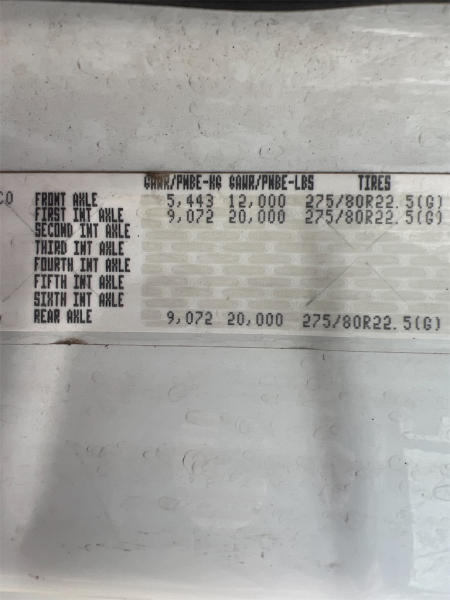 GAWR/PNBE-KG GAWR/PNBE-LBS TIRES
CO FRONT AXLE 5,443 12,000 275/80R22.5(G)
FIRST INT AXLE 9,072 20,000 275/80R22.5(G)
SECOND INT AXLE
THIRD INT AXLE
FOURTH INT AXLE
FIFTH INT AXLE
SIXTH INT AXLE
REAR AXLE 9,072 20,000 275/80R22.5(G)